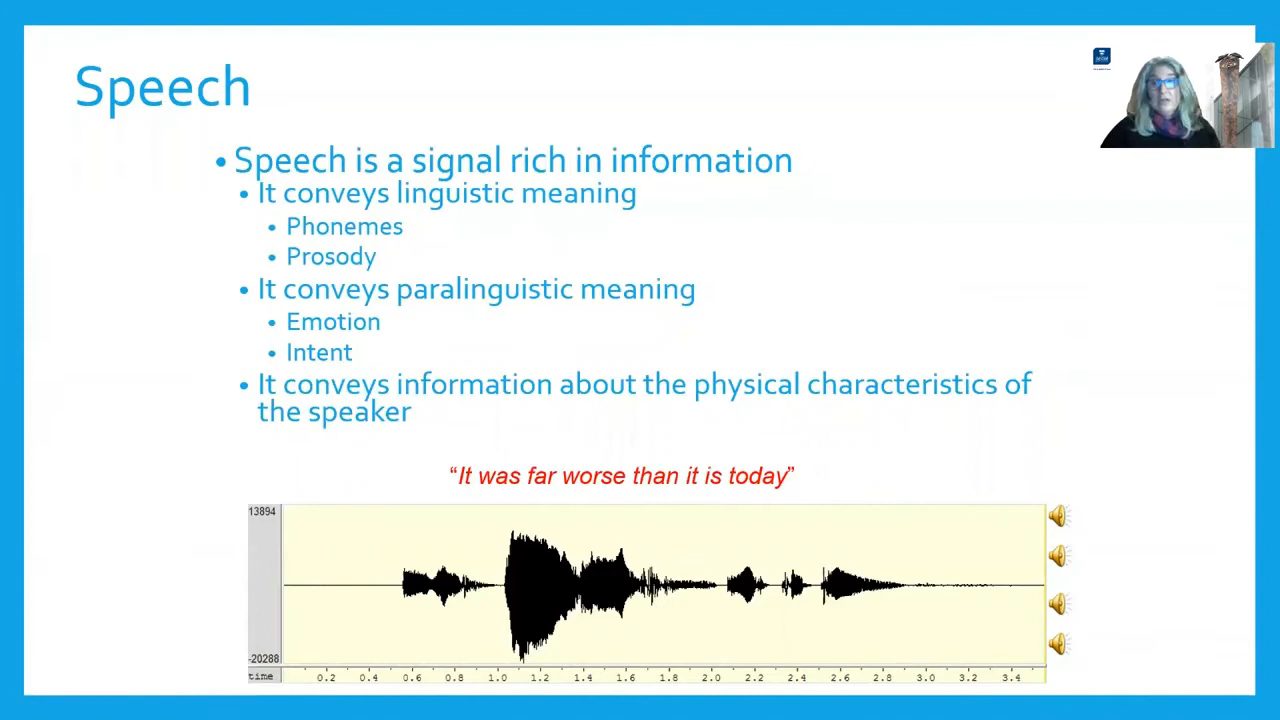 Speech
• Speech is a signal rich in information
• It conveys linguistic meaning
• Phonemes
• Prosody
• It conveys paralinguistic meaning
• Emotion
• Intent
• It conveys information about the physical characteristics of
the speaker
“It was far worse than it is today”
13894
-20288
time 0.2 0.4 0.6 0.8 1.0 1.2 1.4 1.6 1.8 2.0 2.2 2.4 2.6 2.8 3.0 3.2 3.4